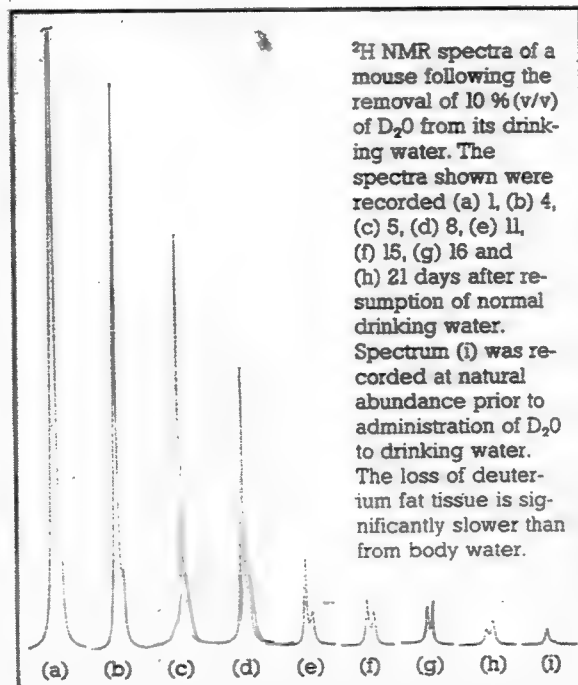 ²H NMR spectra of a
mouse following the
removal of 10 % (v/v)
of D₂O from its drink-
ing water. The
spectra shown were
recorded (a) 1, (b) 4,
(c) 5, (d) 8, (e) 11,
(f) 15, (g) 16 and
(h) 21 days after re-
sumption of normal
drinking water.
Spectrum (i) was re-
corded at natural
abundance prior to
administration of D₂O
to drinking water.
The loss of deuter-
ium fat tissue is sig-
nificantly slower than
from body water.
(a) (b) (c) (d) (e) (f) (g) (h) (i)